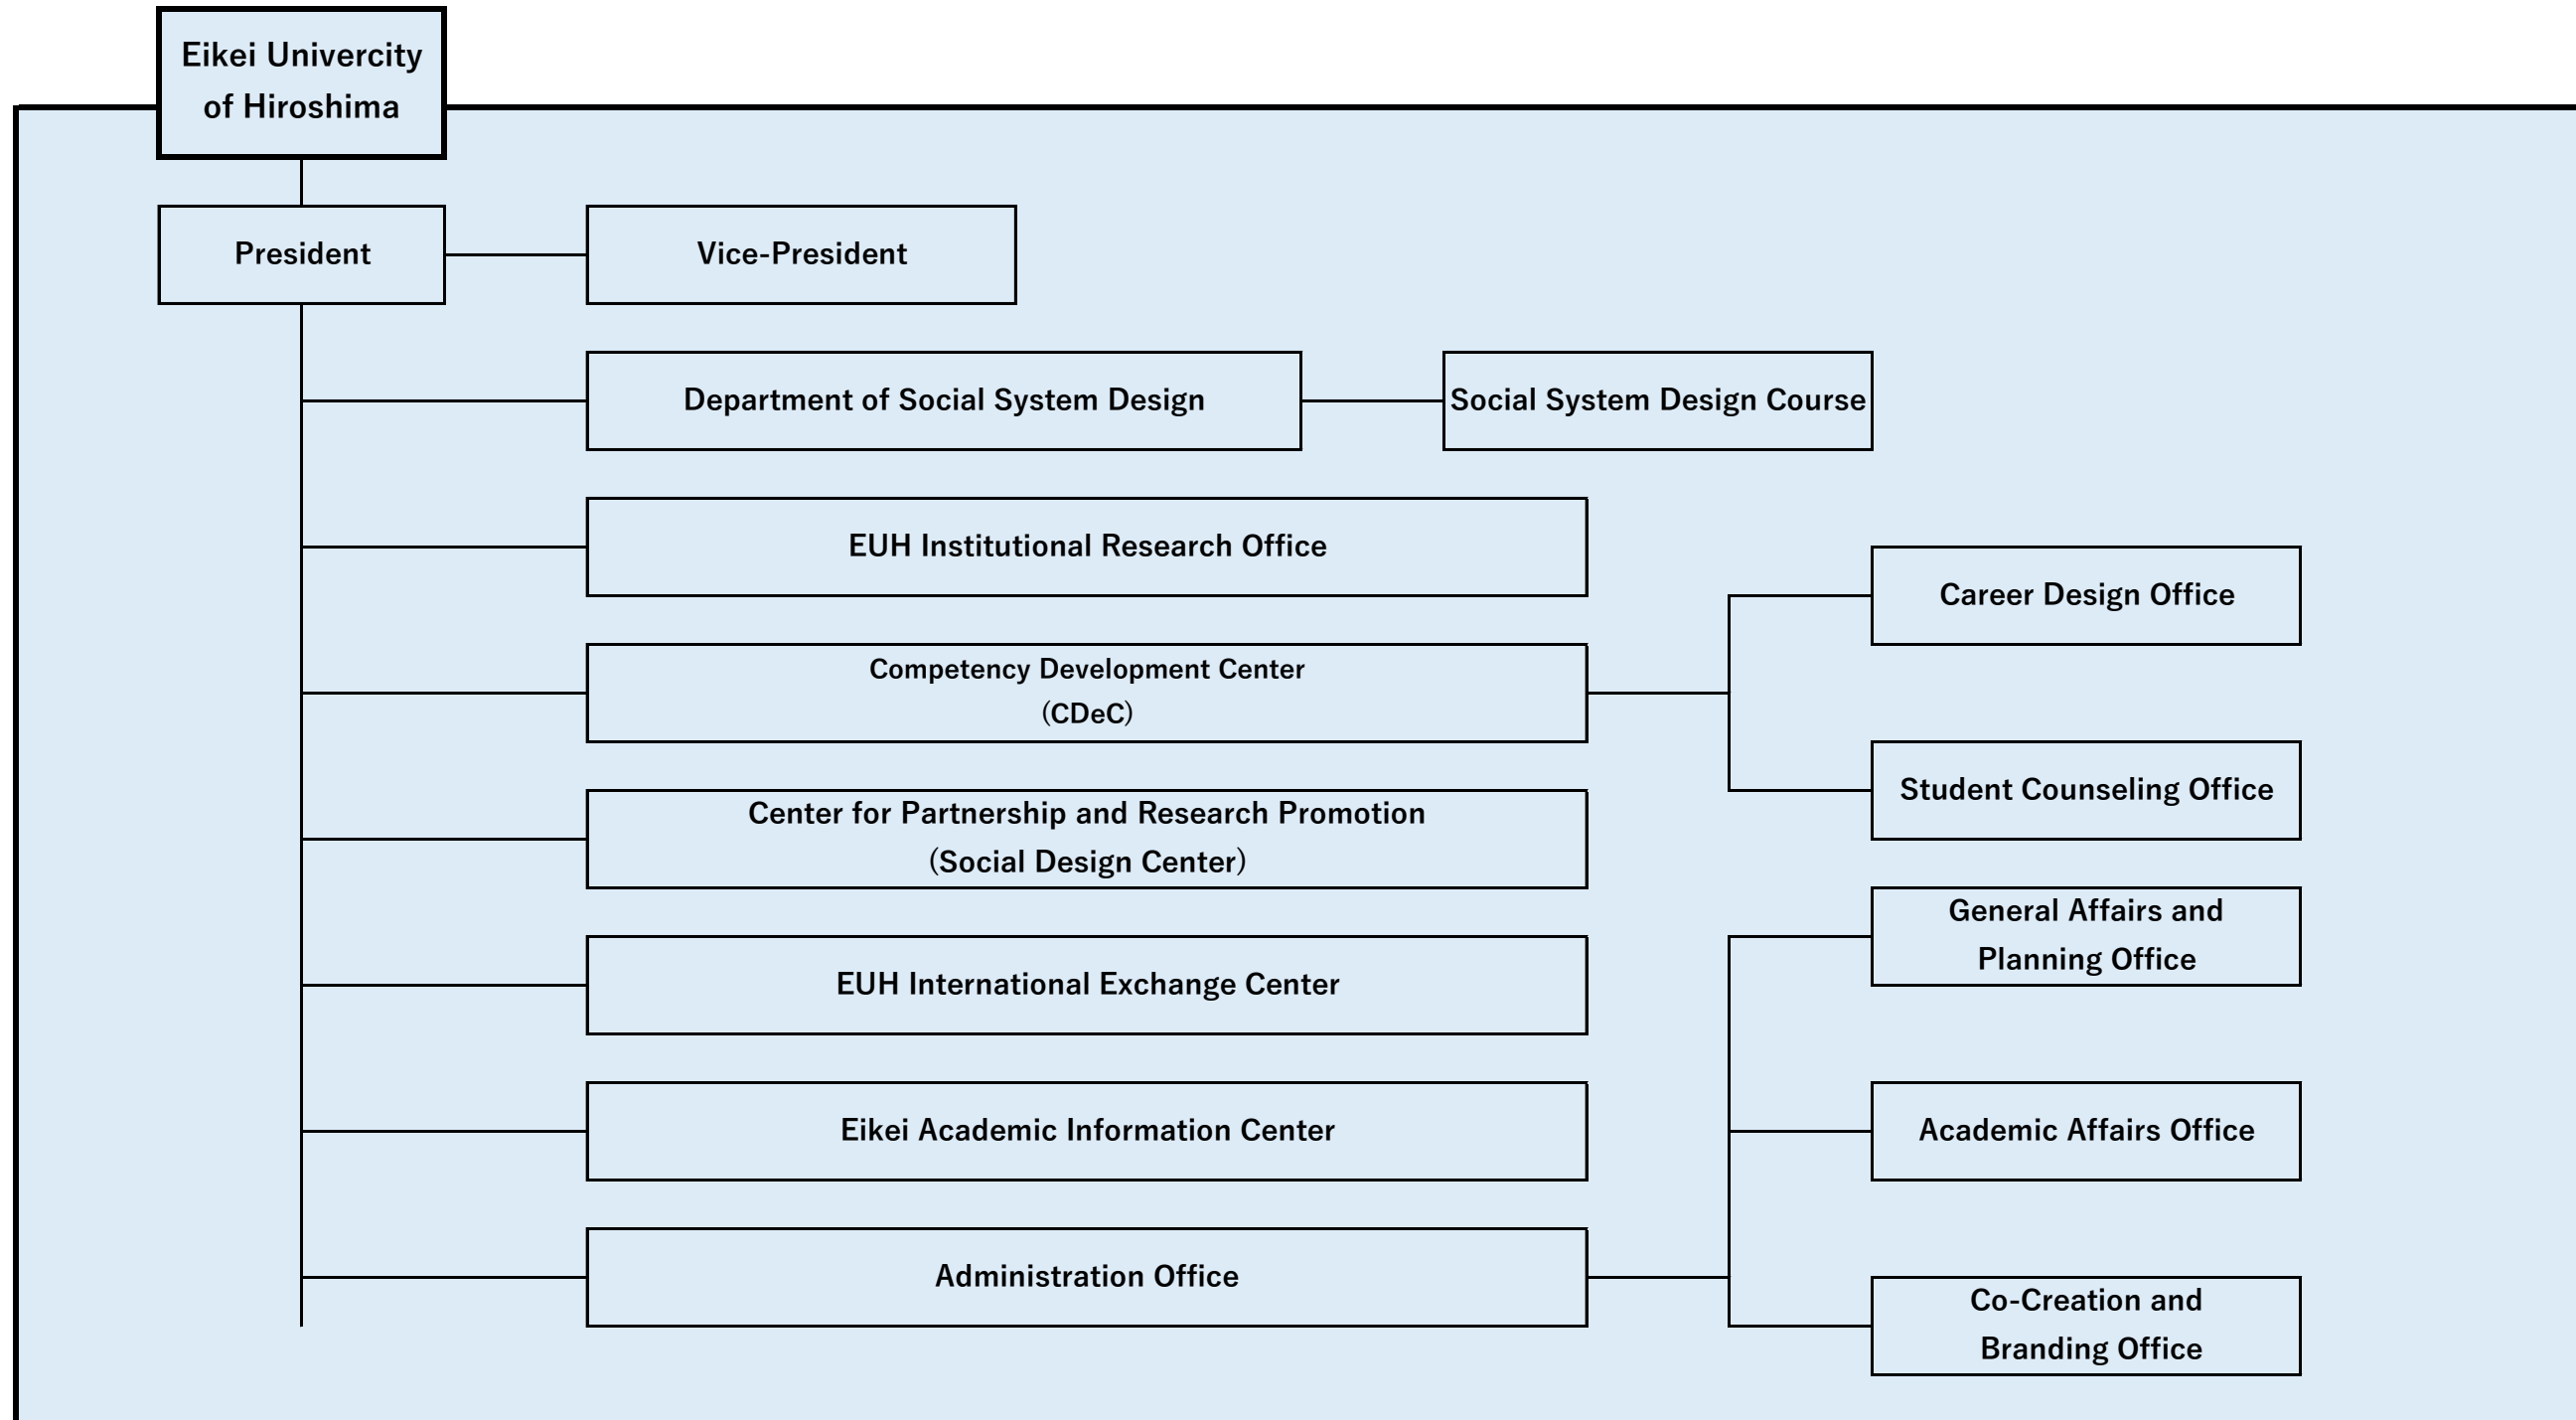 Eikei Univercity
of Hiroshima
President
Vice-President
Department of Social System Design
Social System Design Course
EUH Institutional Research Office
Career Design Office
Competency Development Center
(CDeC)
Student Counseling Office
Center for Partnership and Research Promotion
(Social Design Center)
General Affairs and
Planning Office
EUH International Exchange Center
Eikei Academic Information Center
Academic Affairs Office
Administration Office
Co-Creation and
Branding Office